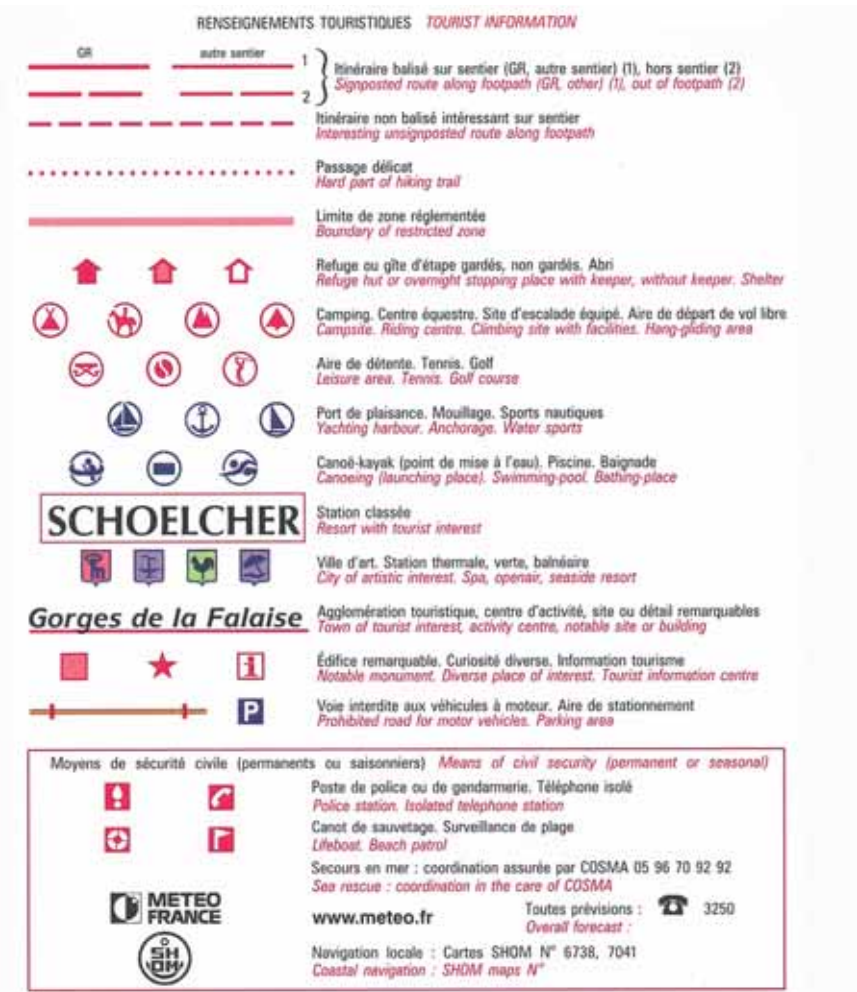 RENSEIGNEMENTS TOURISTIQUES TOURIST INFORMATION
GR autre sentier
1
2
Itinéraire balisé sur sentier (GR, autre sentier) (1), hors sentier (2)
Signposted route along footpath (GR, other) (1), out of footpath (2)
Itinéraire non balisé intéressant sur sentier
Interesting unsignposted route along footpath
Passage délicat
Hard part of hiking trail
Limite de zone réglementée
Boundary of restricted zone
Refuge ou gîte d'étape gardés, non gardés. Abri
Refuge hut or overnight stopping place with keeper, without keeper. Shelter
Camping. Centre équestre. Site d'escalade équipé. Aire de départ de vol libre
Campsite. Riding centre. Climbing site with facilities. Hang-gliding area
Aire de détente. Tennis. Golf
Leisure area. Tennis. Golf course
Port de plaisance. Mouillage. Sports nautiques
Yachting harbour. Anchorage. Water sports
Canoë-kayak (point de mise à l'eau). Piscine. Baignade
Canoeing (launching place). Swimming-pool. Bathing-place
SCHOELCHER
Station classée
Resort with tourist interest
Ville d'art. Station thermale, verte, balnéaire
City of artistic interest. Spa, openair, seaside resort
Gorges de la Falaise
Agglomération touristique, centre d'activité, site ou détail remarquables
Town of tourist interest, activity centre, notable site or building
i
Édifice remarquable. Curiosité diverse. Information tourisme
Notable monument. Diverse place of interest. Tourist information centre
P
Voie interdite aux véhicules à moteur. Aire de stationnement
Prohibited road for motor vehicles. Parking area
Moyens de sécurité civile (permanents ou saisonniers) Means of civil security (permanent or seasonal)
Poste de police ou de gendarmerie. Téléphone isolé
Police station. Isolated telephone station
Canot de sauvetage. Surveillance de plage
Lifeboat. Beach patrol
Secours en mer : coordination assurée par COSMA 05 96 70 92 92
Sea rescue : coordination in the care of COSMA
METEO
FRANCE
www.meteo.fr
Toutes prévisions : 3250
Overall forecast :
SHOM
Navigation locale : Cartes SHOM N° 6738, 7041
Coastal navigation : SHOM maps N°